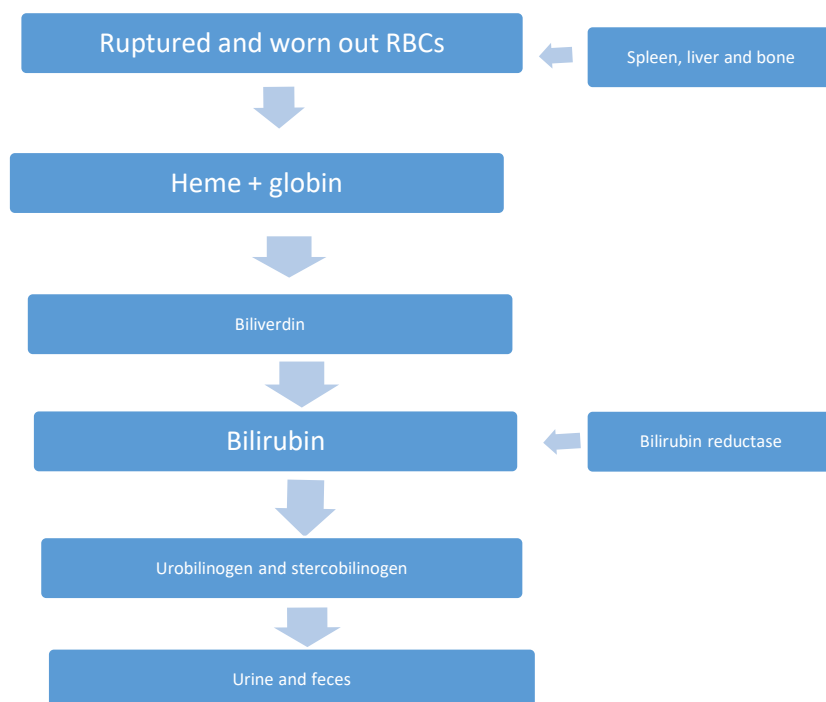 Ruptured and worn out RBCs
Spleen, liver and bone
Heme + globin
Biliverdin
Bilirubin
Bilirubin reductase
Urobilinogen and stercobilinogen
Urine and feces